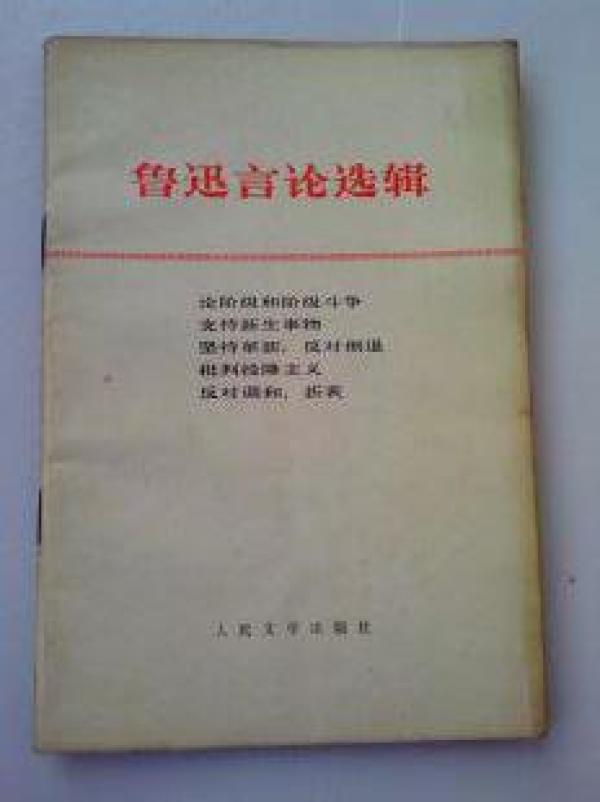 鲁迅言论选辑
论阶级和阶级斗争
支持新生事物
坚持革新，反对倒退
批判投降主义
反对调和，折衷
人民文学出版社